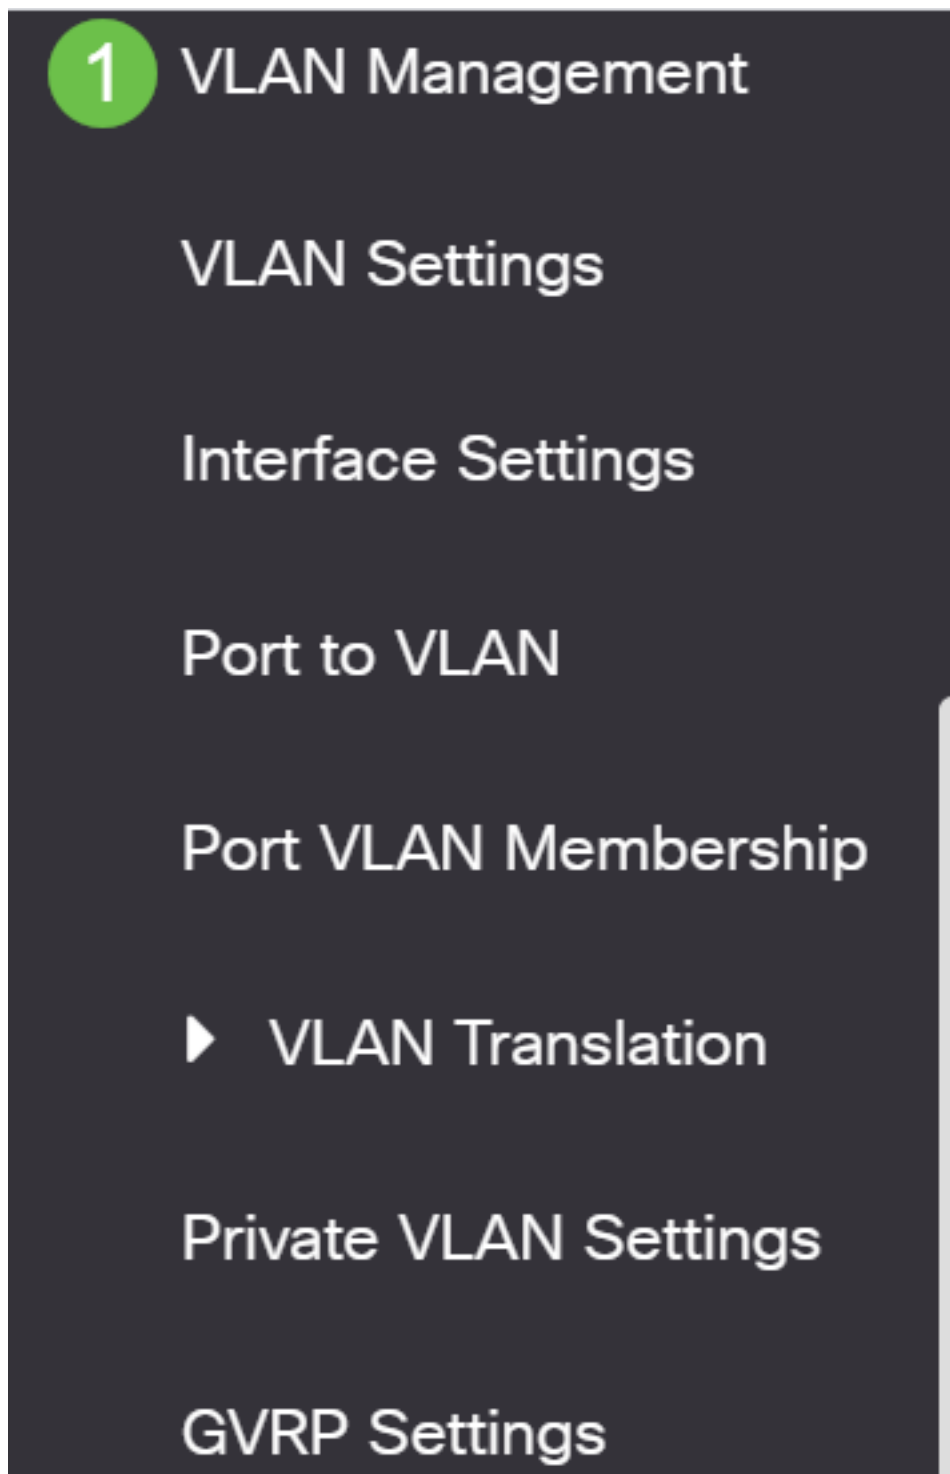 1 VLAN Management
VLAN Settings
Interface Settings
Port to VLAN
Port VLAN Membership
VLAN Translation
Private VLAN Settings
GVRP Settings